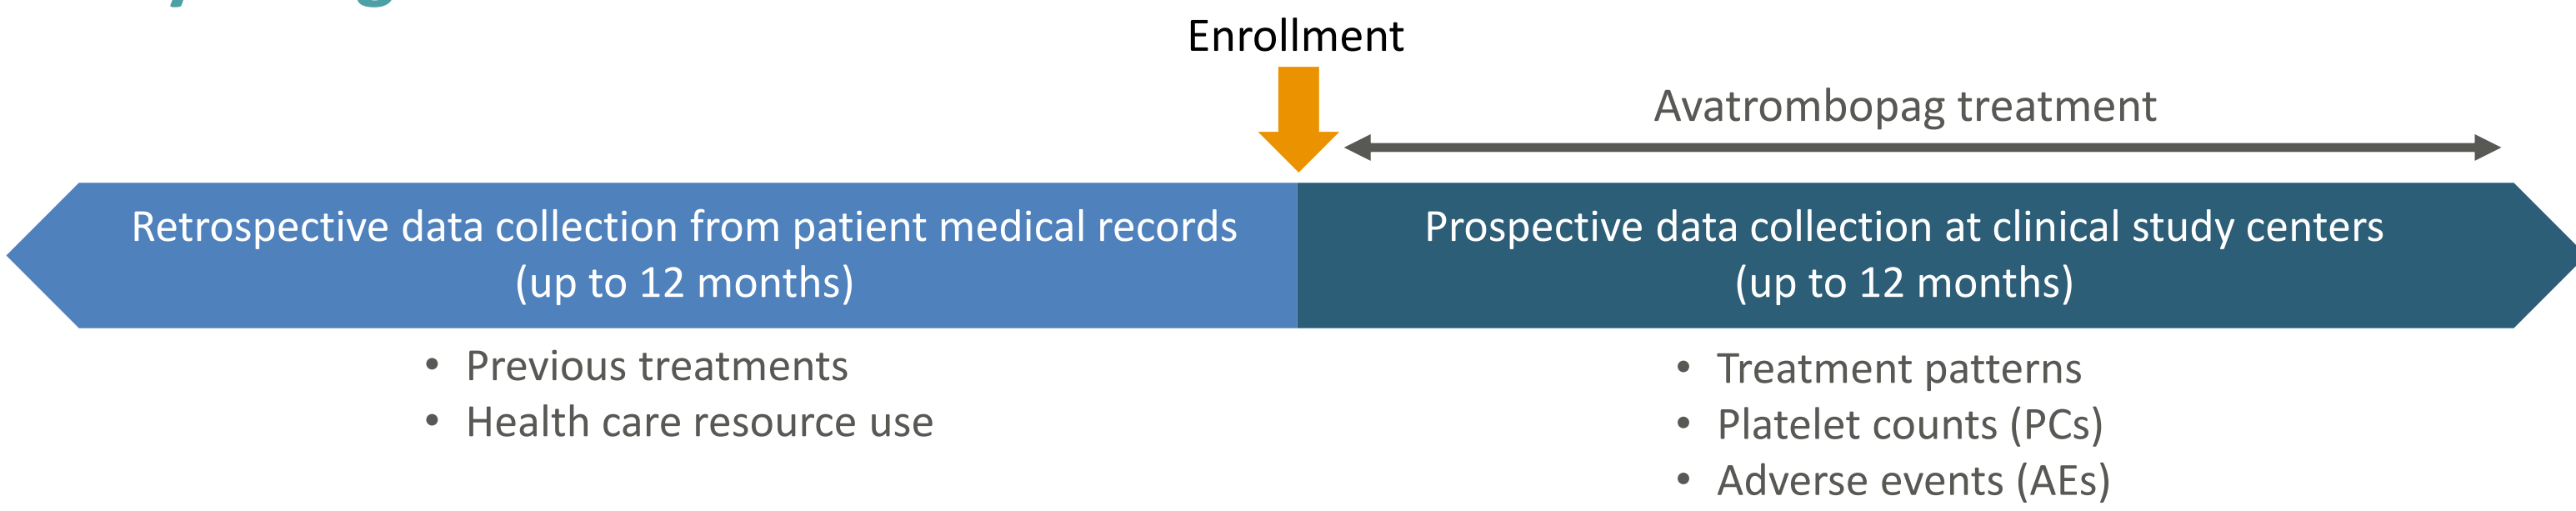 Enrollment
Avatrombopag treatment
Retrospective data collection from patient medical records
(up to 12 months)
Prospective data collection at clinical study centers
(up to 12 months)
• Previous treatments
• Health care resource use
• Treatment patterns
• Platelet counts (PCs)
• Adverse events (AEs)